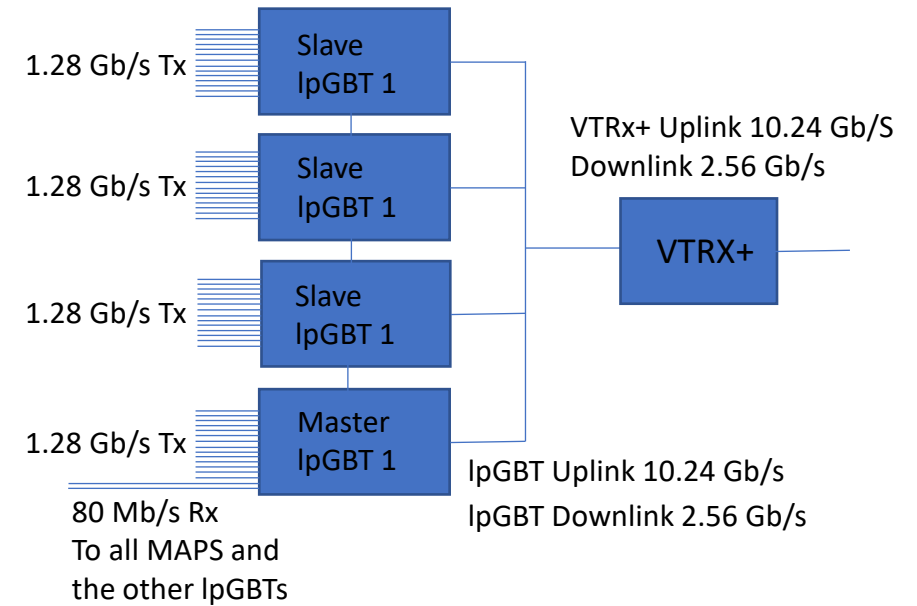 1.28 Gb/s Tx
Slave
lpGBT 1
1.28 Gb/s Tx
Slave
lpGBT 1
1.28 Gb/s Tx
Slave
lpGBT 1
1.28 Gb/s Tx
Master
lpGBT 1
80 Mb/s Rx
To all MAPS and
the other lpGBTs
VTRx+ Uplink 10.24 Gb/S
Downlink 2.56 Gb/s
VTRX+
lpGBT Uplink 10.24 Gb/s
lpGBT Downlink 2.56 Gb/s